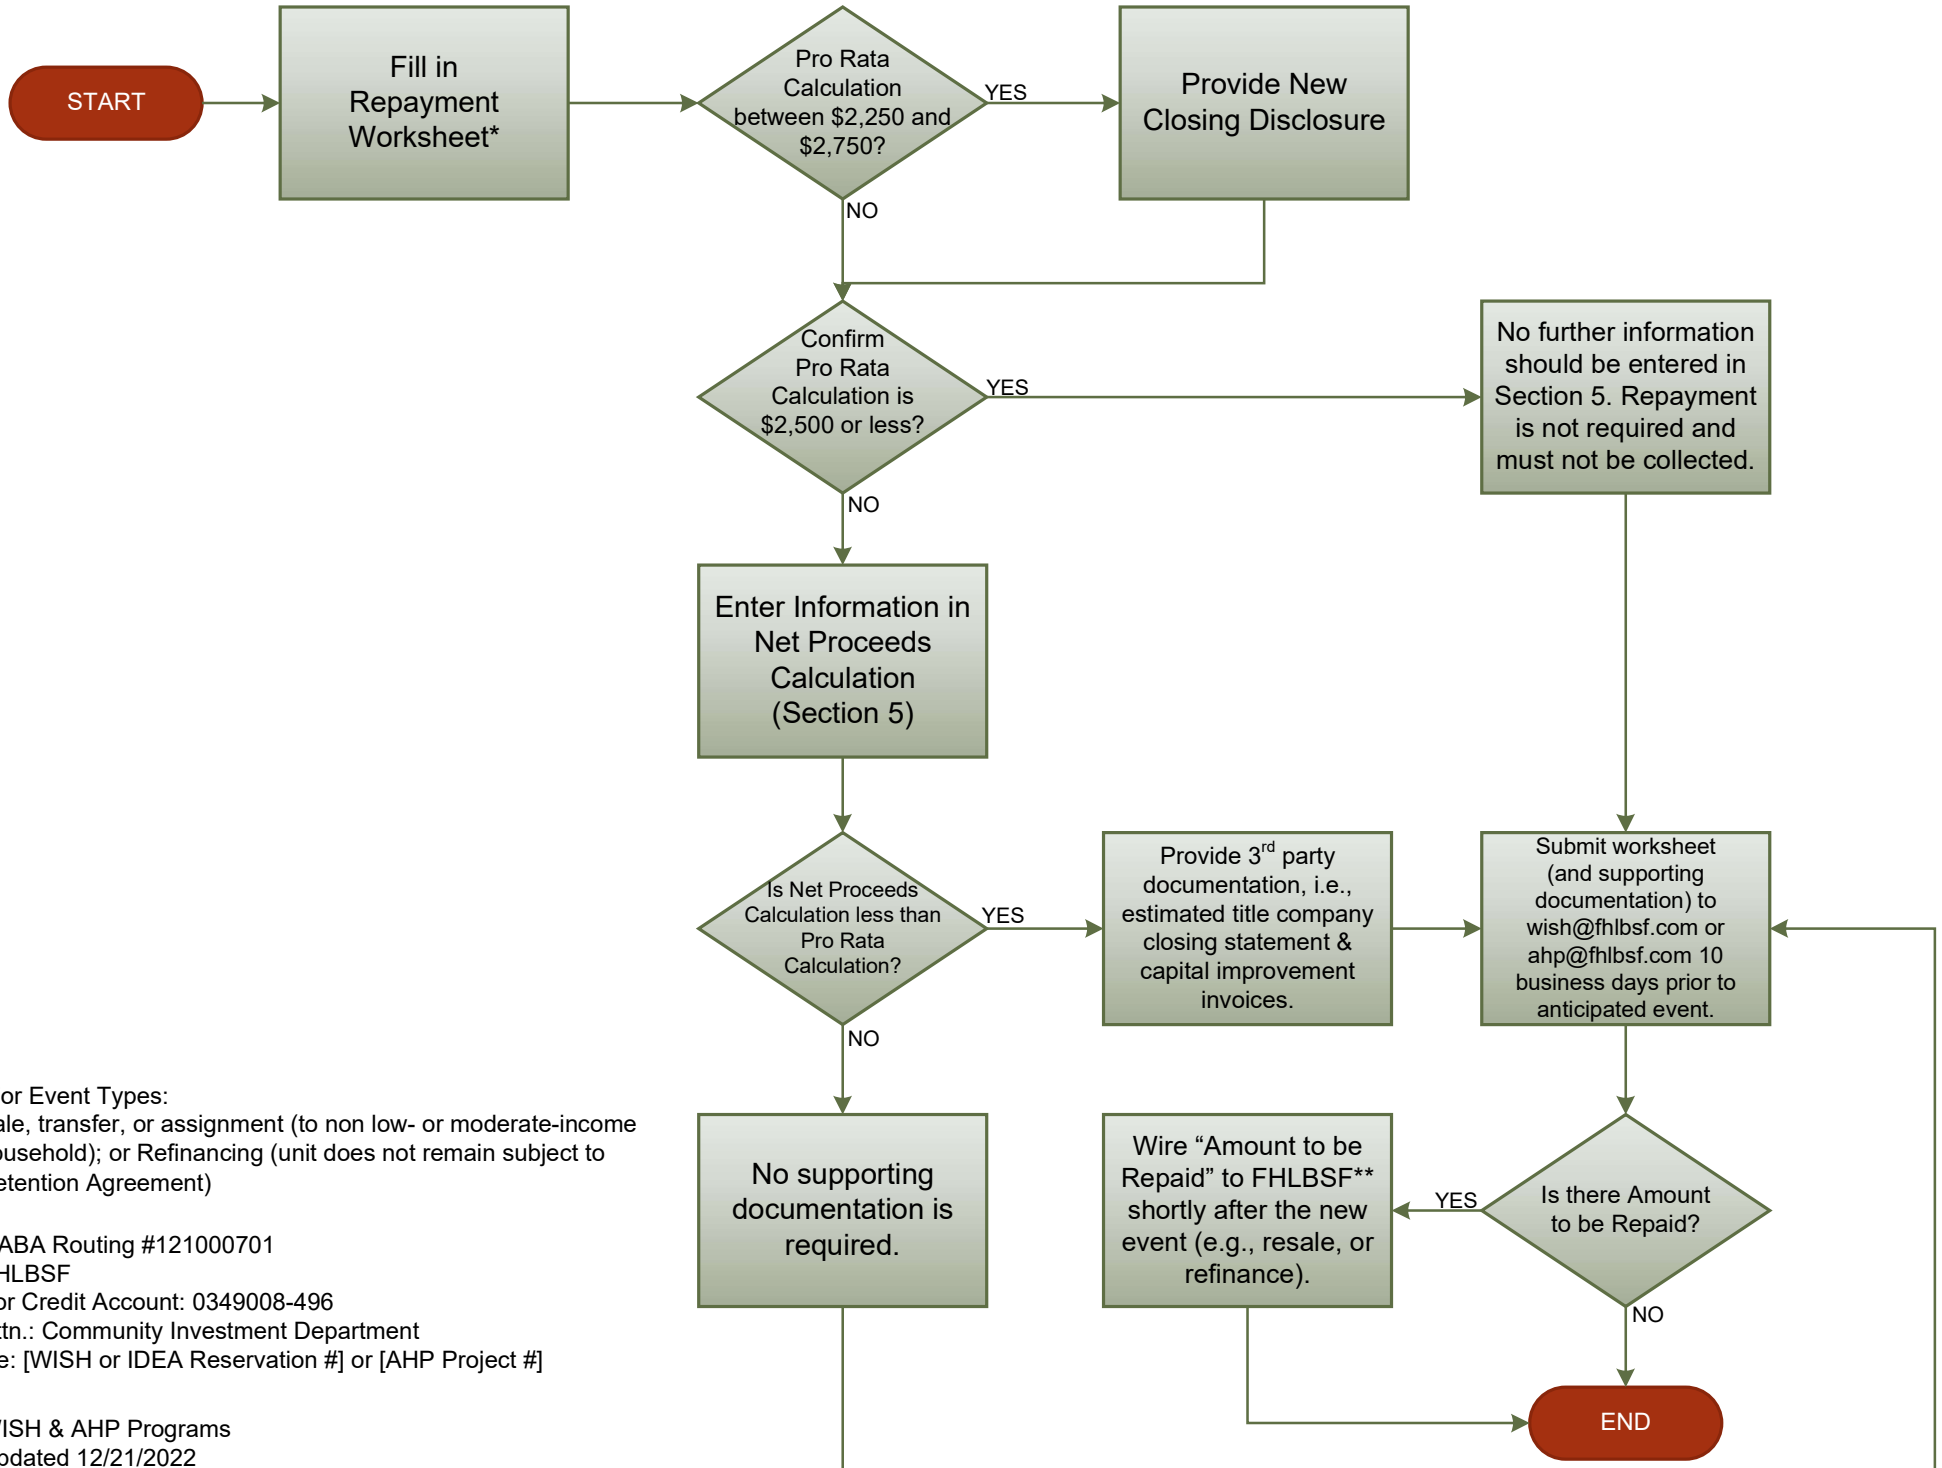 START
Fill in
Repayment
Worksheet*
Pro Rata
Calculation
between $2,250 and
$2,750?
YES
Provide New
Closing Disclosure
NO
Confirm
Pro Rata
Calculation is
$2,500 or less?
YES
No further information
should be entered in
Section 5. Repayment
is not required and
must not be collected.
NO
Enter Information in
Net Proceeds
Calculation
(Section 5)
Is Net Proceeds
Calculation less than
Pro Rata
Calculation?
YES
Provide 3rd party
documentation, i.e.,
estimated title company
closing statement &
capital improvement
invoices.
Submit worksheet
(and supporting
documentation) to
wish@fhlbsf.com or
ahp@fhlbsf.com 10
business days prior to
anticipated event.
NO
No supporting
documentation is
required.
Wire “Amount to be
Repaid” to FHLBSF**
shortly after the new
event (e.g., resale, or
refinance).
YES
Is there Amount
to be Repaid?
NO
END
or Event Types:
ale, transfer, or assignment (to non low- or moderate-income
ousehold); or Refinancing (unit does not remain subject to
etention Agreement)
ABA Routing #121000701
HLBSF
or Credit Account: 0349008-496
ttn.: Community Investment Department
e: [WISH or IDEA Reservation #] or [AHP Project #]
ISH & AHP Programs
pdated 12/21/2022